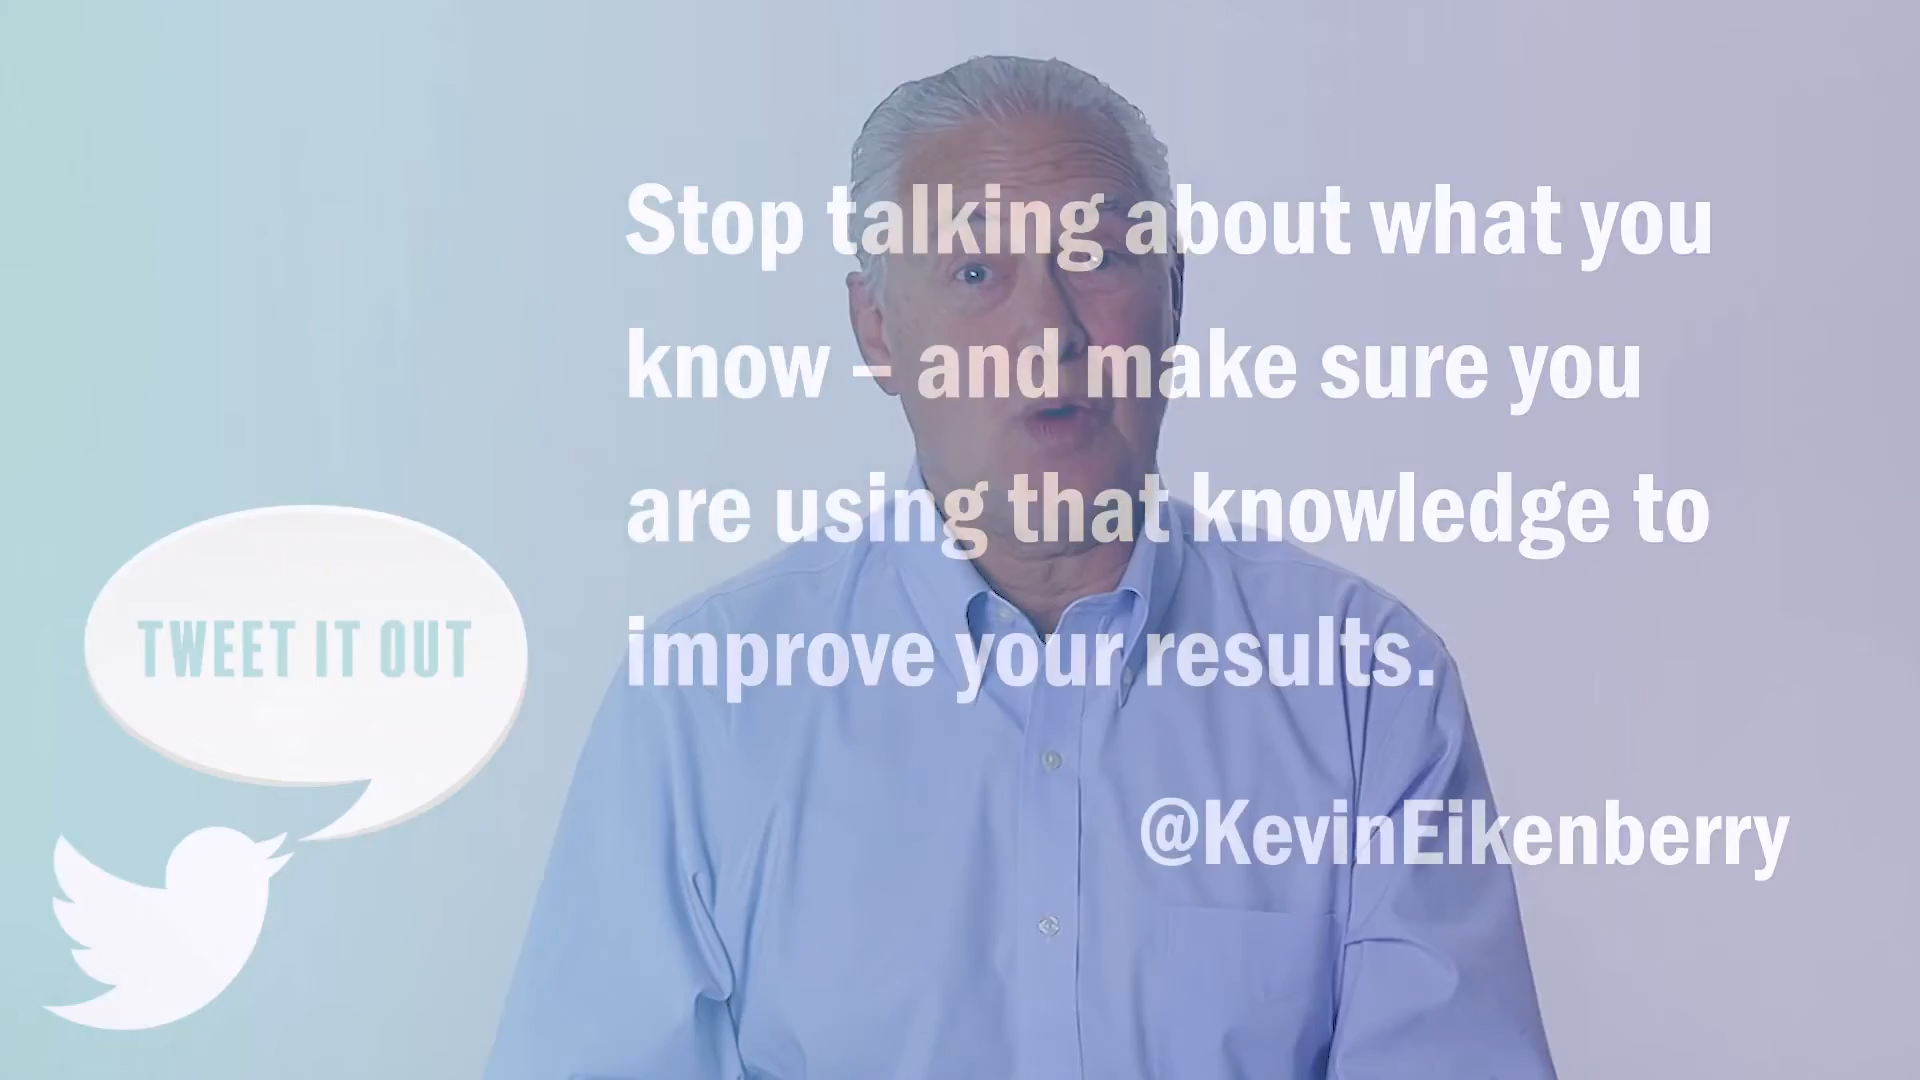 Stop talking about what you
know – and make sure you
are using that knowledge to
improve your results.
TWEET IT OUT
@KevinEikenberry